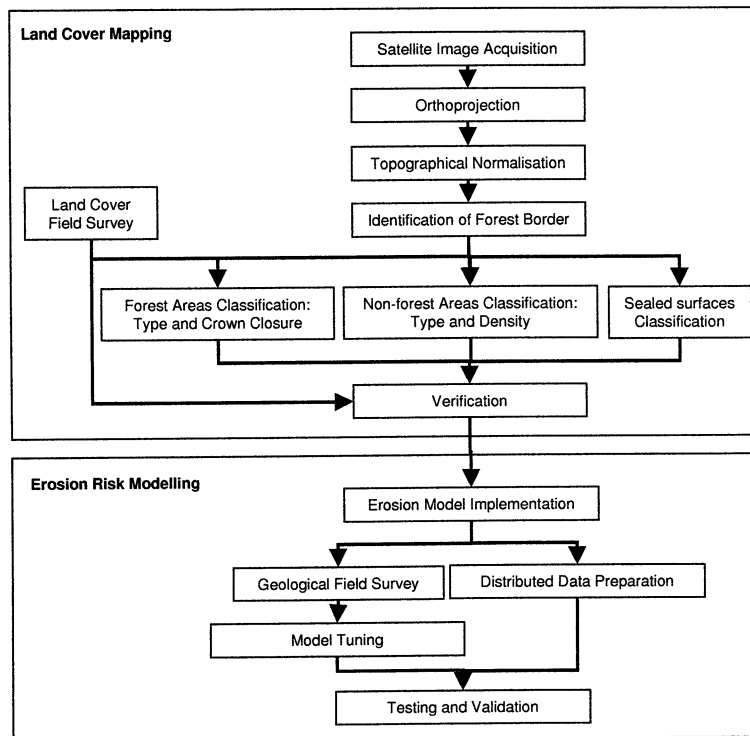 Land Cover Mapping
Satellite Image Acquisition
Orthoprojection
Topographical Normalisation
Land Cover
Field Survey
Identification of Forest Border
Forest Areas Classification:
Type and Crown Closure
Non-forest Areas Classification:
Type and Density
Sealed surfaces
Classification
Verification
Erosion Risk Modelling
Erosion Model Implementation
Geological Field Survey
Distributed Data Preparation
Model Tuning
Testing and Validation